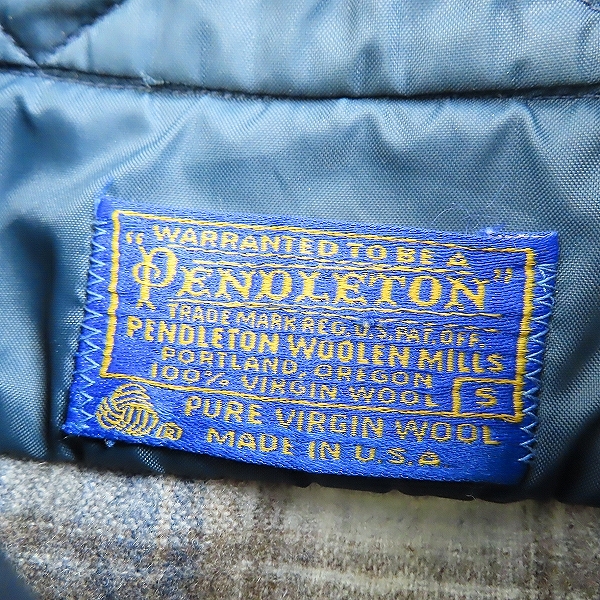 "WARRANTED TO BE A
PENDLETON"
TRADE MARK REG. U.S. PAT. OFF.
PENDLETON WOOLEN MILLS
PORTLAND, OREGON
100% VIRGIN WOOL S
PURE VIRGIN WOOL
® MADE IN U.S.A.